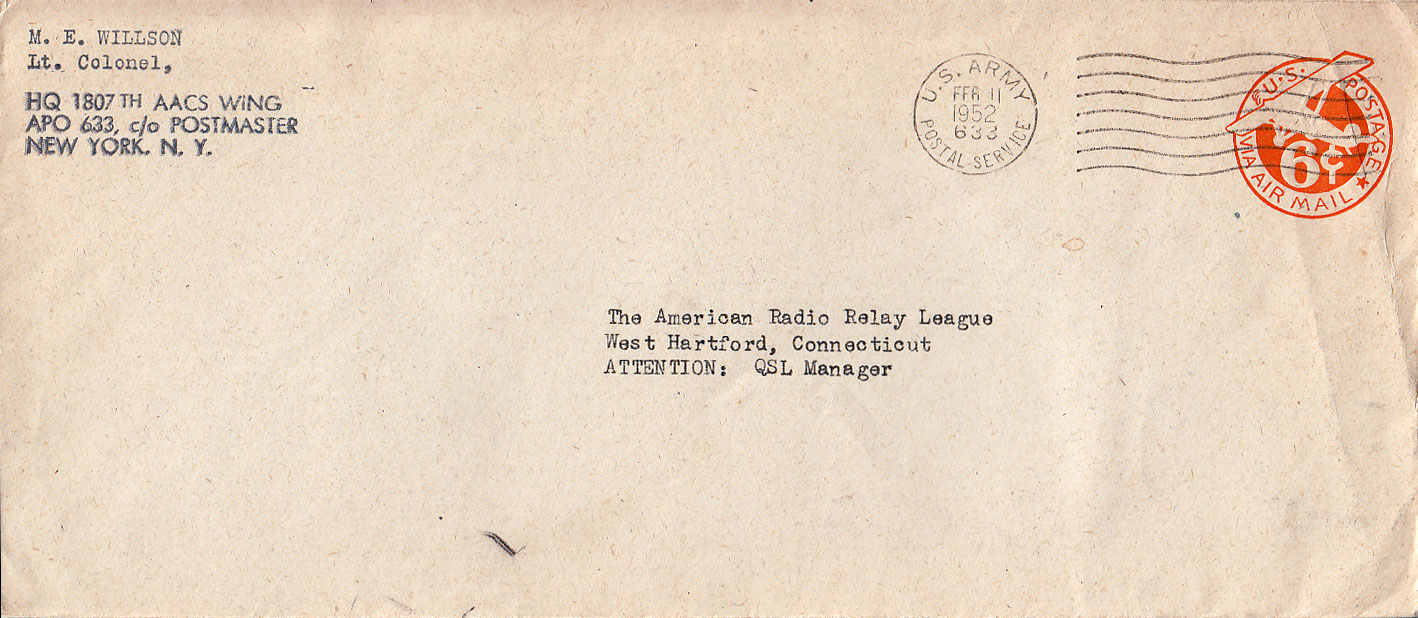 M. E. WILLSON
Lt. Colonel,
HQ 1807TH AACS WING
APO 633, c/o POSTMASTER
NEW YORK. N. Y.
U.S. ARMY
FEB 11
1952
633
POSTAL SERVICE
U.S. POSTAGE
6¢
VIA AIR MAIL
The American Radio Relay League
West Hartford, Connecticut
ATTENTION: QSL Manager